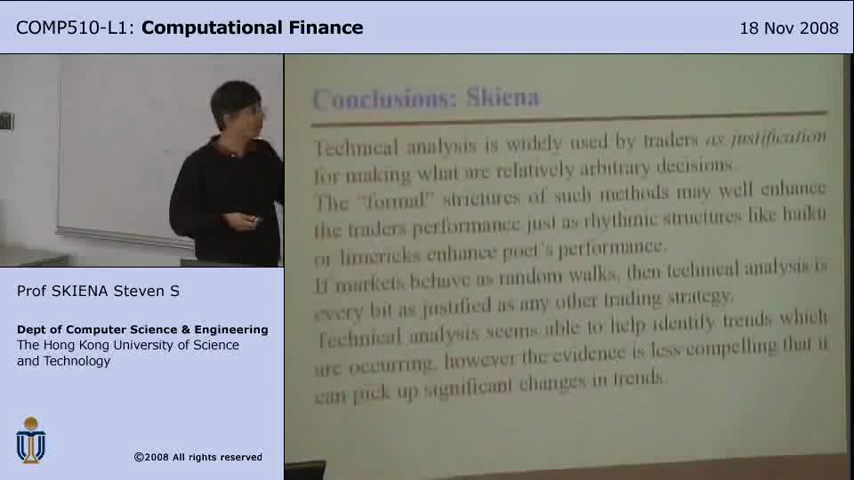 COMP510-L1: Computational Finance
18 Nov 2008
Conclusions: Skiena
Technical analysis is widely used by traders as justification
for making what are relatively arbitrary decisions.
The "formal" strictures of such methods may well enhance
the traders performance just as rhythmic structures like haiku
or limericks enhance poet's performance.
If markets behave as random walks, then technical analysis is
every bit as justified as any other trading strategy.
Technical analysis seems able to help identify trends which
are occurring, however the evidence is less compelling that it
can pick up significant changes in trends.
Prof SKIENA Steven S
Dept of Computer Science & Engineering
The Hong Kong University of Science
and Technology
©2008 All rights reserved